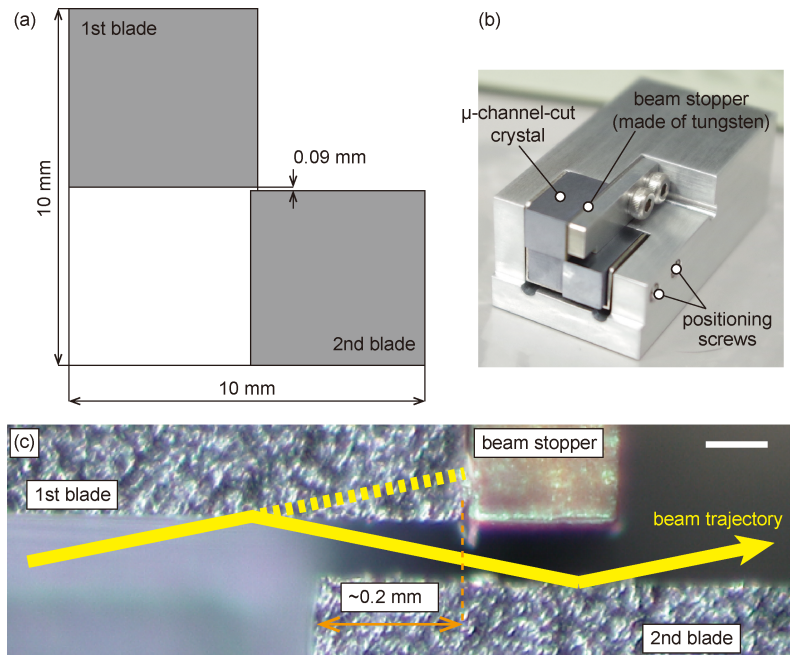 (a)
1st blade
0.09 mm
10 mm
2nd blade
10 mm
(b)
μ-channel-cut
crystal
beam stopper
(made of tungsten)
positioning
screws
(c)
beam stopper
1st blade
beam trajectory
~0.2 mm
2nd blade